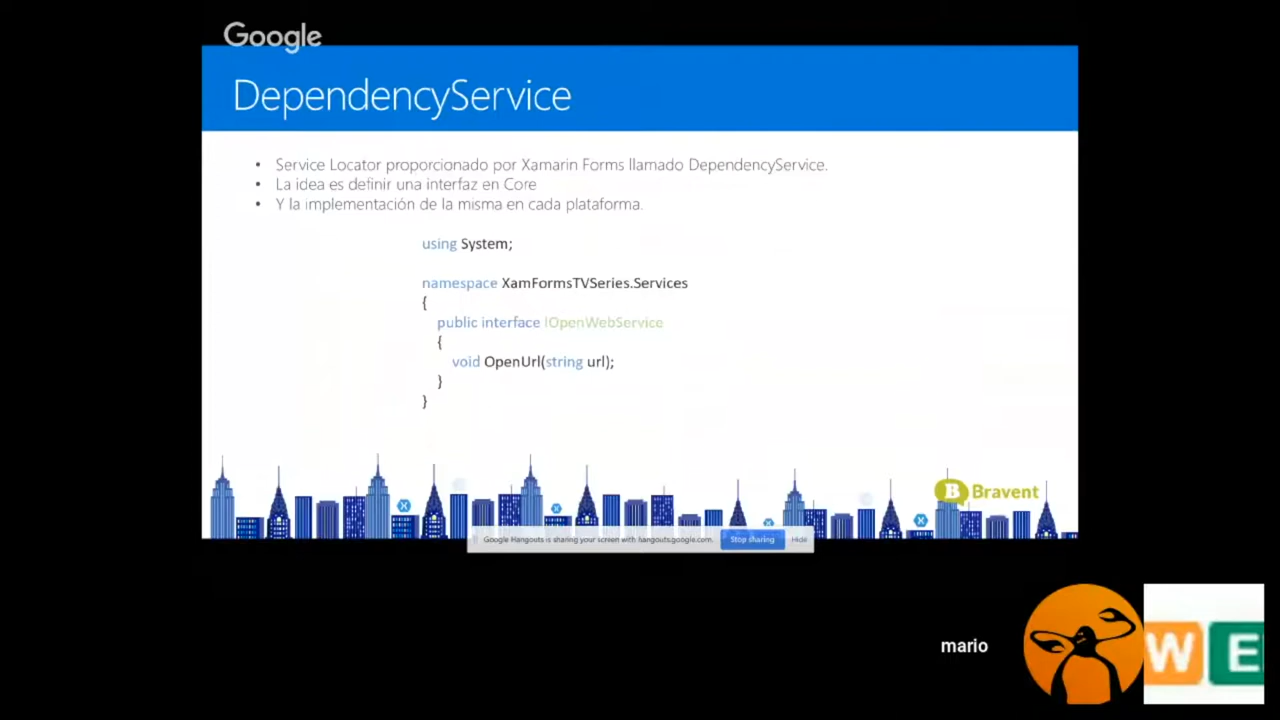 Google
DependencyService
• Service Locator proporcionado por Xamarin Forms llamado DependencyService.
• La idea es definir una interfaz en Core
• Y la implementación de la misma en cada plataforma.
using System;
namespace XamFormsTVSeries.Services
{
public interface IOpenWebService
{
void OpenUrl(string url);
}
}
B Bravent
Google Hangouts is sharing your screen with hangouts.google.com. Stop sharing Hide
mario
W E